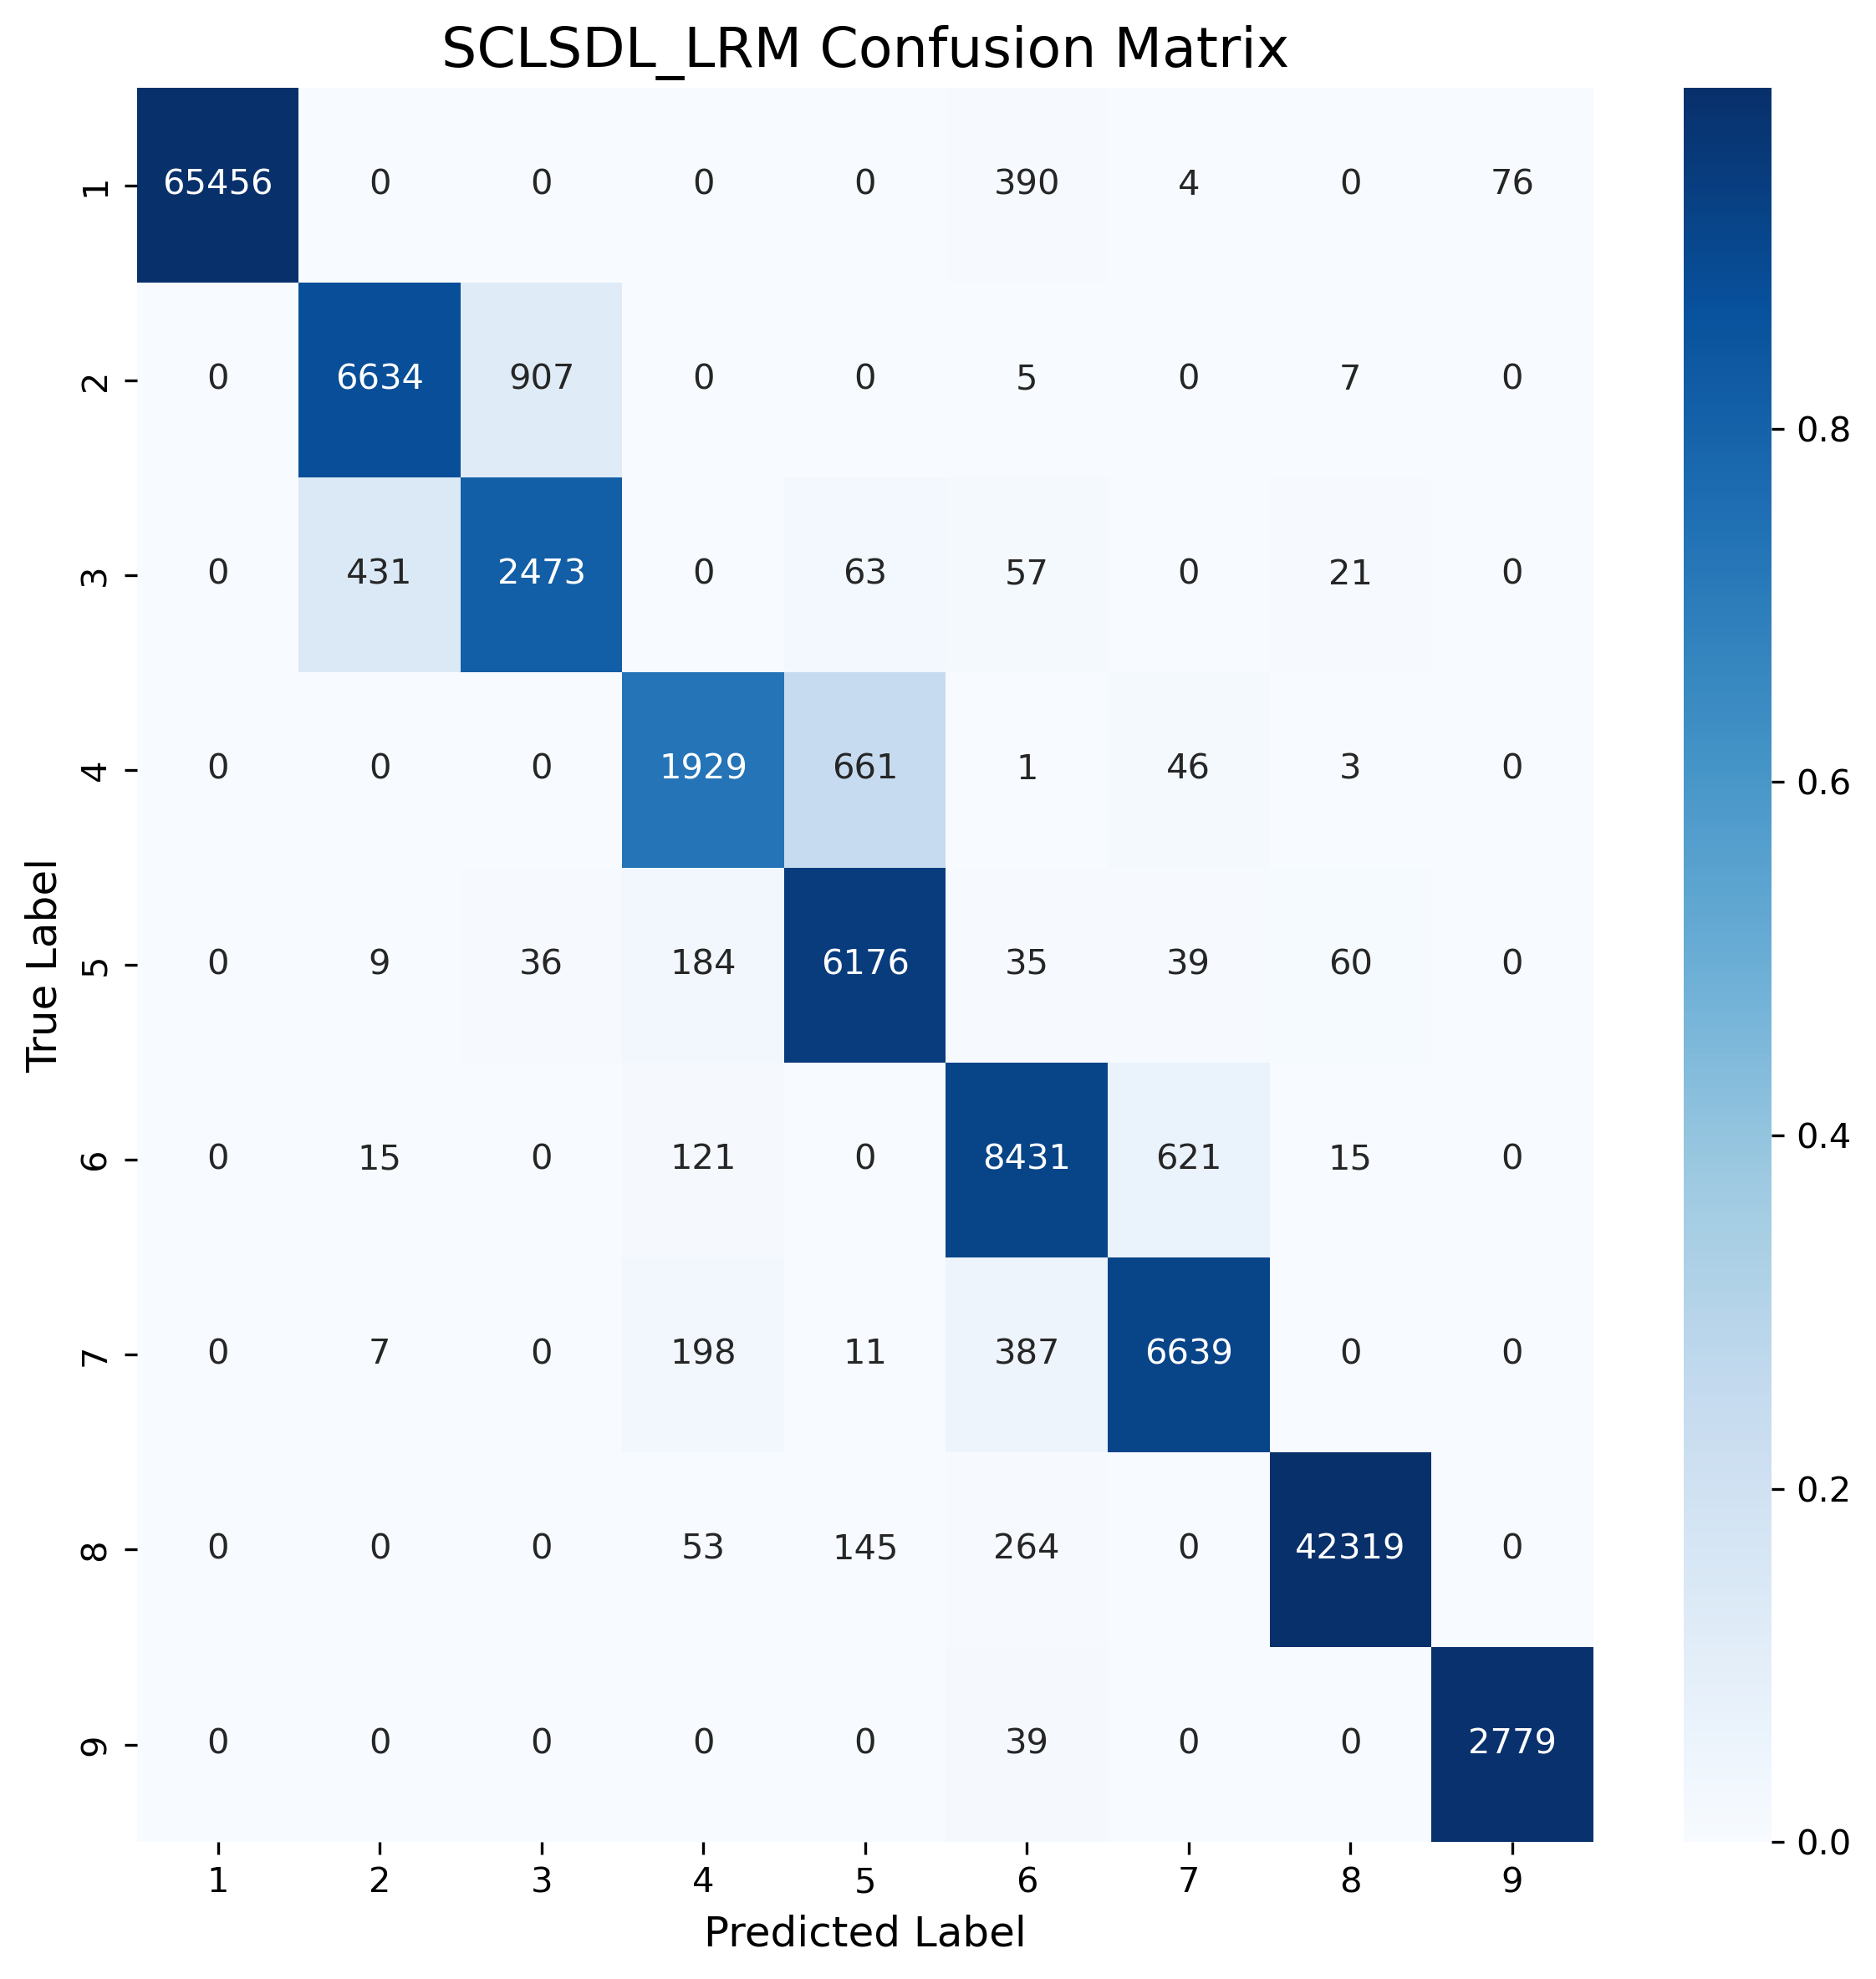 SCLSDL_LRM Confusion Matrix
1 65456 0 0 0 0 390 4 0 76
2 0 6634 907 0 0 5 0 7 0
0.8
3 0 431 2473 0 63 57 0 21 0
4 0 0 0 1929 661 1 46 3 0
0.6
True Label
5 0 9 36 184 6176 35 39 60 0
0.4
6 0 15 0 121 0 8431 621 15 0
7 0 7 0 198 11 387 6639 0 0
0.2
8 0 0 0 53 145 264 0 42319 0
9 0 0 0 0 0 39 0 0 2779
0.0
1 2 3 4 5 6 7 8 9
Predicted Label